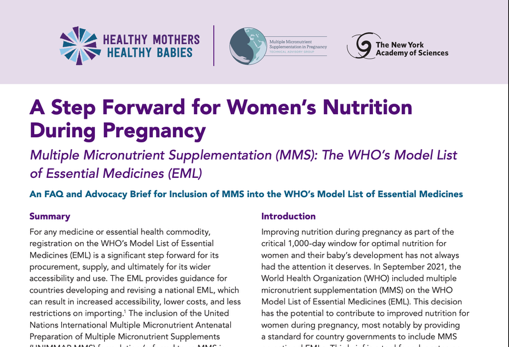 HEALTHY MOTHERS
HEALTHY BABIES
Multiple Micronutrient
Supplementation in Pregnancy
The New York
Academy of Sciences
A Step Forward for Women's Nutrition
During Pregnancy
Multiple Micronutrient Supplementation (MMS): The WHO's Model List
of Essential Medicines (EML)
An FAQ and Advocacy Brief for Inclusion of MMS into the WHO's Model List of Essential Medicines
Summary
For any medicine or essential health commodity,
registration on the WHO's Model List of Essential
Medicines (EML) is a significant step forward for its
procurement, supply, and ultimately for its wider
accessibility and use. The EML provides guidance for
countries developing and revising a national EML, which
can result in increased accessibility, lower costs, and less
restrictions on importing.¹ The inclusion of the United
Nations International Multiple Micronutrient Antenatal
Preparation of Multiple Micronutrient Supplements
Introduction
Improving nutrition during pregnancy as part of the
critical 1,000-day window for optimal nutrition for
women and their baby's development has not always
had the attention it deserves. In September 2021, the
World Health Organization (WHO) included multiple
micronutrient supplementation (MMS) on the WHO
Model List of Essential Medicines (EML). This decision
has the potential to contribute to improved nutrition for
women during pregnancy, most notably by providing
a standard for country governments to include MMS